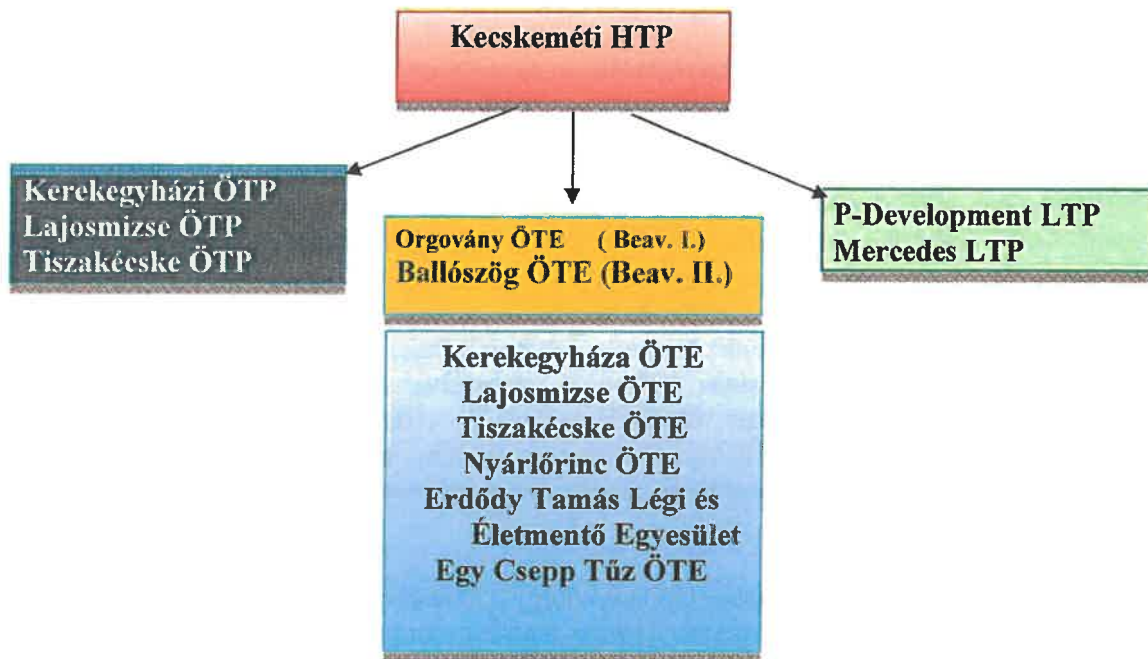 Kecskeméti HTP
Kerekegyházi ÖTP
Lajosmizse ÖTP
Tiszakécske ÖTP
Orgovány ÖTE ( Beav. I.)
Ballószög ÖTE (Beav. II.)
P-Development LTP
Mercedes LTP
Kerekegyháza ÖTE
Lajosmizse ÖTE
Tiszakécske ÖTE
Nyárlőrinc ÖTE
Erdődy Tamás Légi és
Életmentő Egyesület
Egy Csepp Tűz ÖTE